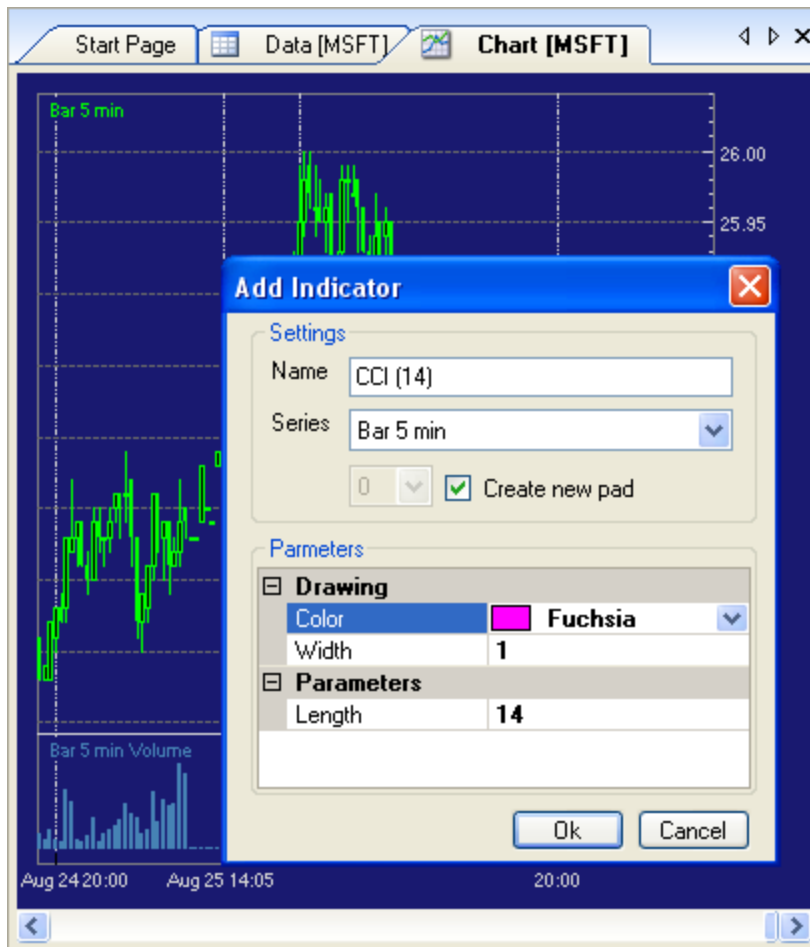 Start Page Data [MSFT] Chart [MSFT]
Bar 5 min
26.00
25.95
Add Indicator
Settings
Name CCI (14)
Series Bar 5 min
0 Create new pad
Parmeters
Drawing
Color Fuchsia
Width 1
Parameters
Length 14
Bar 5 min Volume
Ok Cancel
Aug 24 20:00 Aug 25 14:05 20:00